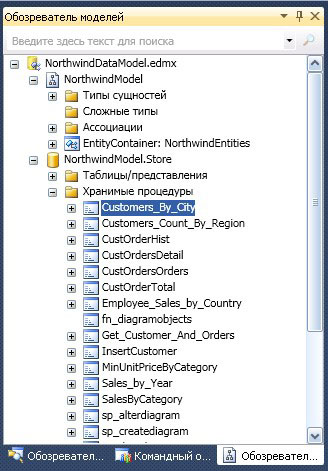 Обозреватель моделей
Введите здесь текст для поиска
NorthwindDataModel.edmx
NorthwindModel
Типы сущностей
Сложные типы
Ассоциации
EntityContainer: NorthwindEntities
NorthwindModel.Store
Таблицы/представления
Хранимые процедуры
Customers_By_City
Customers_Count_By_Region
CustOrderHist
CustOrdersDetail
CustOrdersOrders
CustOrderTotal
Employee_Sales_by_Country
fn_diagramobjects
Get_Customer_And_Orders
InsertCustomer
MinUnitPriceByCategory
Sales_by_Year
SalesByCategory
sp_alterdiagram
sp_creatediagram
Обозревател... Командный о... Обозревател...